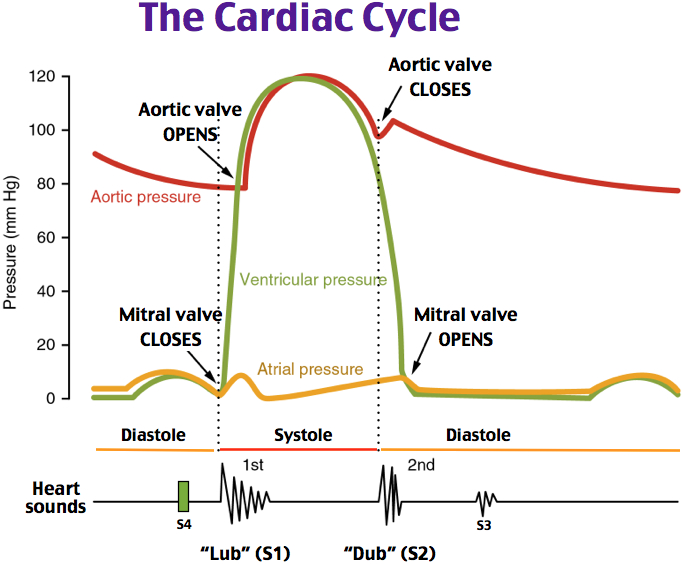 The Cardiac Cycle
Aortic valve
CLOSES
Aortic valve
OPENS
120
100
80
60
40
20
0
Pressure (mm Hg)
Aortic pressure
Ventricular pressure
Mitral valve
CLOSES
Mitral valve
OPENS
Atrial pressure
Diastole
Systole
Diastole
Heart
sounds
1st
2nd
S4
S3
“Lub” (S1)
“Dub” (S2)